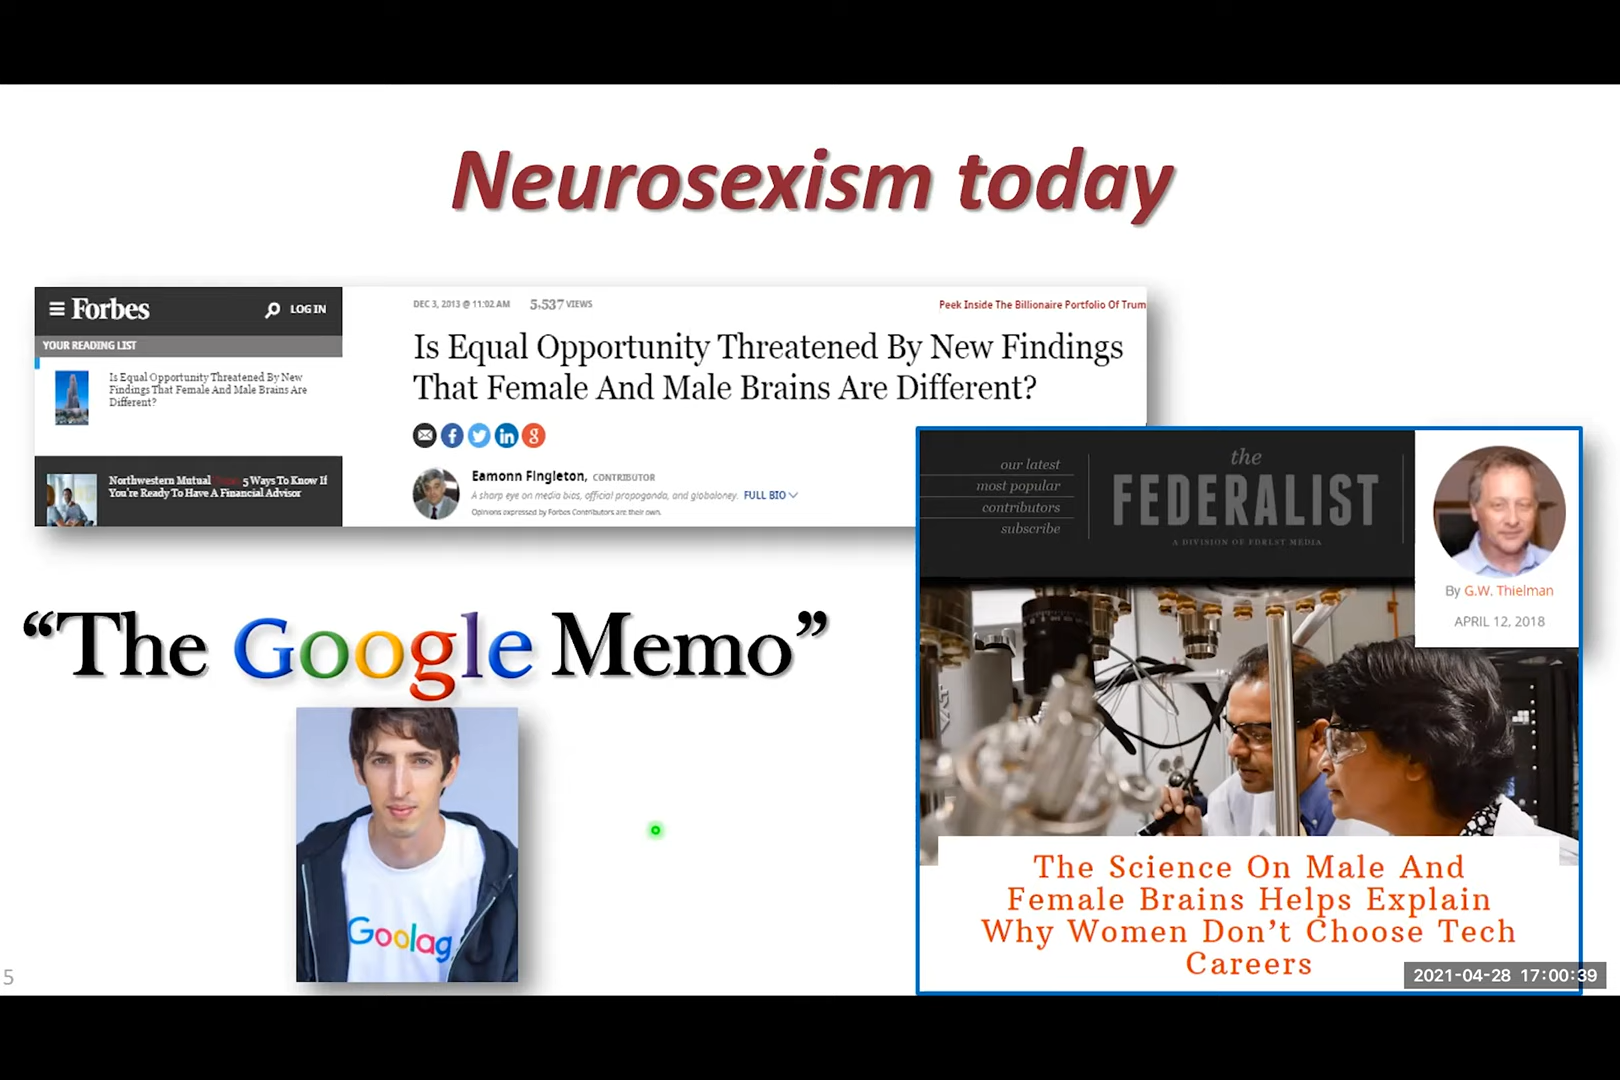 Neurosexism today
Forbes
LOG IN
YOUR READING LIST
Is Equal Opportunity Threatened By New
Findings That Female And Male Brains Are
Different?
Northwestern Mutual 5 Ways To Know If
You're Ready To Have A Financial Advisor
DEC 3, 2013 @ 11:02 AM 5,537 VIEWS
Peek Inside The Billionaire Portfolio Of Trum
Is Equal Opportunity Threatened By New Findings
That Female And Male Brains Are Different?
Eamonn Fingleton, CONTRIBUTOR
A sharp eye on media bias, official propaganda, and globaloney. FULL BIO
Opinions expressed by Forbes Contributors are their own.
our latest
most popular
contributors
subscribe
the
FEDERALIST
A DIVISION OF FDRLST MEDIA
By G.W. Thielman
APRIL 12, 2018
The Science On Male And
Female Brains Helps Explain
Why Women Don't Choose Tech
Careers
“The Google Memo”
Goolag
5
2021-04-28 17:00:39